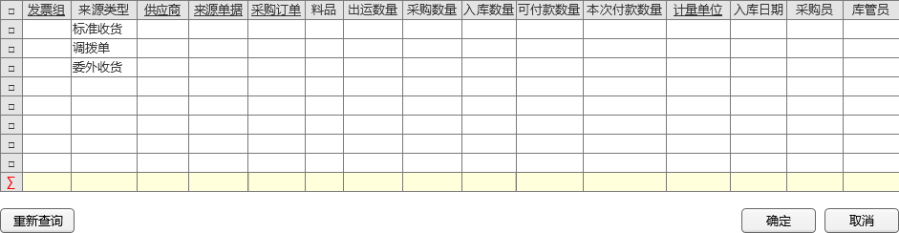 发票组 来源类型 供应商 来源单据 采购订单 料品 出运数量 采购数量 入库数量 可付款数量 本次付款数量 计量单位 入库日期 采购员 库管员
标准收货
调拨单
委外收货
∑
重新查询 确定 取消